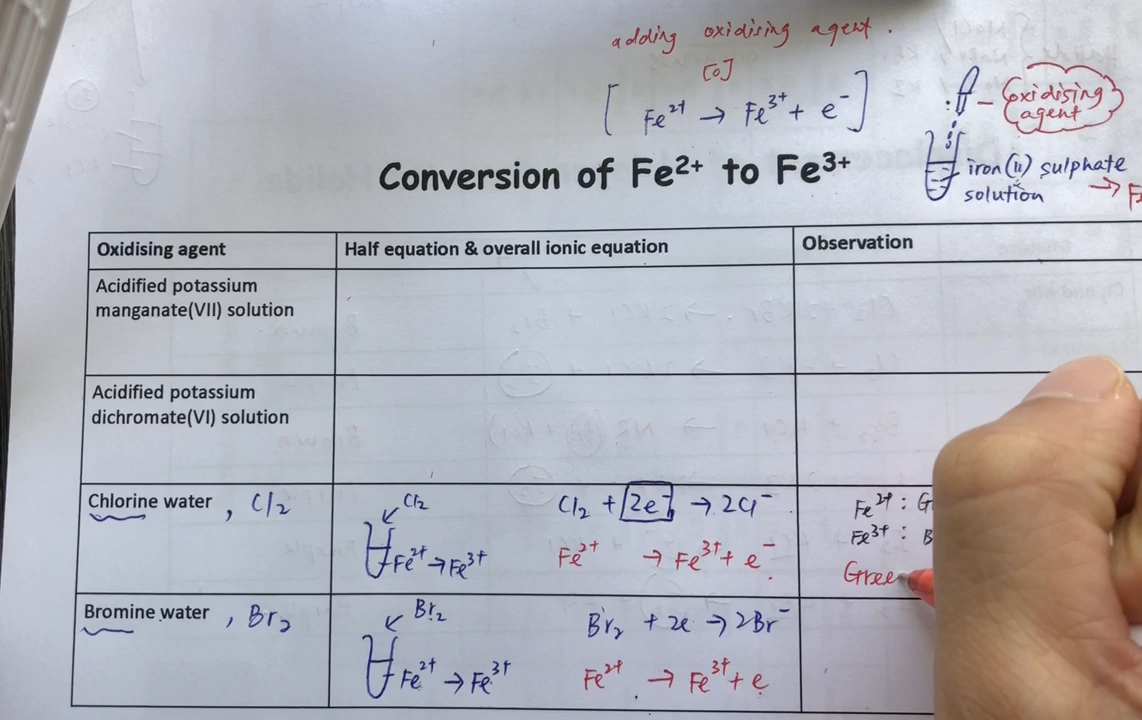 adding oxidising agent.
[o]
[ Fe²⁺ → Fe³⁺ + e⁻ ]
oxidising
agent
iron(II) sulphate
solution →
Conversion of Fe²⁺ to Fe³⁺
Oxidising agent
Half equation & overall ionic equation
Observation
Acidified potassium
manganate(VII) solution
Acidified potassium
dichromate(VI) solution
Chlorine water , Cl₂
Cl₂
Fe²⁺ → Fe³⁺
Cl₂ + 2e⁻ → 2Cl⁻
Fe²⁺ → Fe³⁺ + e⁻
Fe²⁺ : G
Fe³⁺ : B
Gree
Bromine water , Br₂
Br₂
Fe²⁺ → Fe³⁺
Br₂ + 2e → 2Br⁻
Fe²⁺ → Fe³⁺ + e